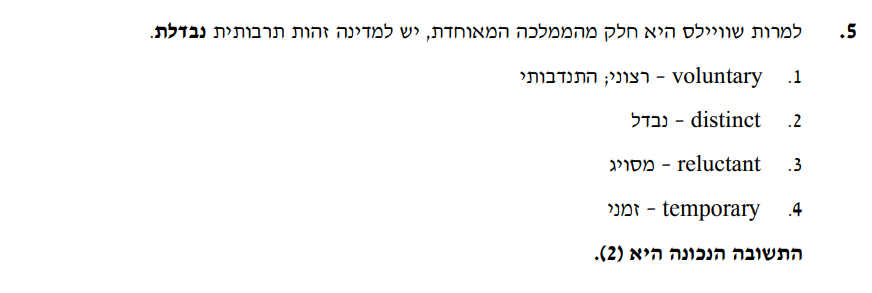 5. למרות שוויילס היא חלק מהממלכה המאוחדת, יש למדינה זהות תרבותית נבדלת.
1. voluntary – רצוני; התנדבותי
2. distinct – נבדל
3. reluctant – מסויג
4. temporary – זמני
התשובה הנכונה היא (2).